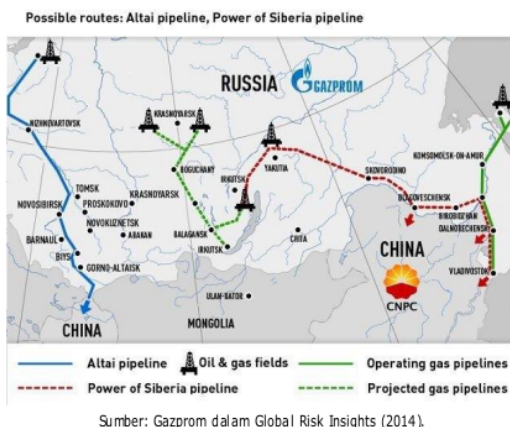 Possible routes: Altai pipeline, Power of Siberia pipeline
RUSSIA
GAZPROM
NIZHNEVARTOVSK
KRASNOYARSK
BOGUCHANY
IRKUTSK
YAKUTIA
SKOVORODINO
KOMSOMOLSK-ON-AMUR
TOMSK
PROSKOKOVO
KRASNOYARSK
NOVOSIBIRSK
NOVOKUZNETSK
ABAKAN
BALAGANSK
BARNAUL
BIYSK
IRKUTSK
CHITA
BIROBIDZHAN
DALNORECHENSK
GORNO-ALTAISK
CHINA
VLADIVOSTOK
CNPC
ULAN-BATOR
MONGOLIA
CHINA
Altai pipeline
Oil & gas fields
Operating gas pipelines
Power of Siberia pipeline
Projected gas pipelines
Sumber: Gazprom dalam Global Risk Insights (2014).